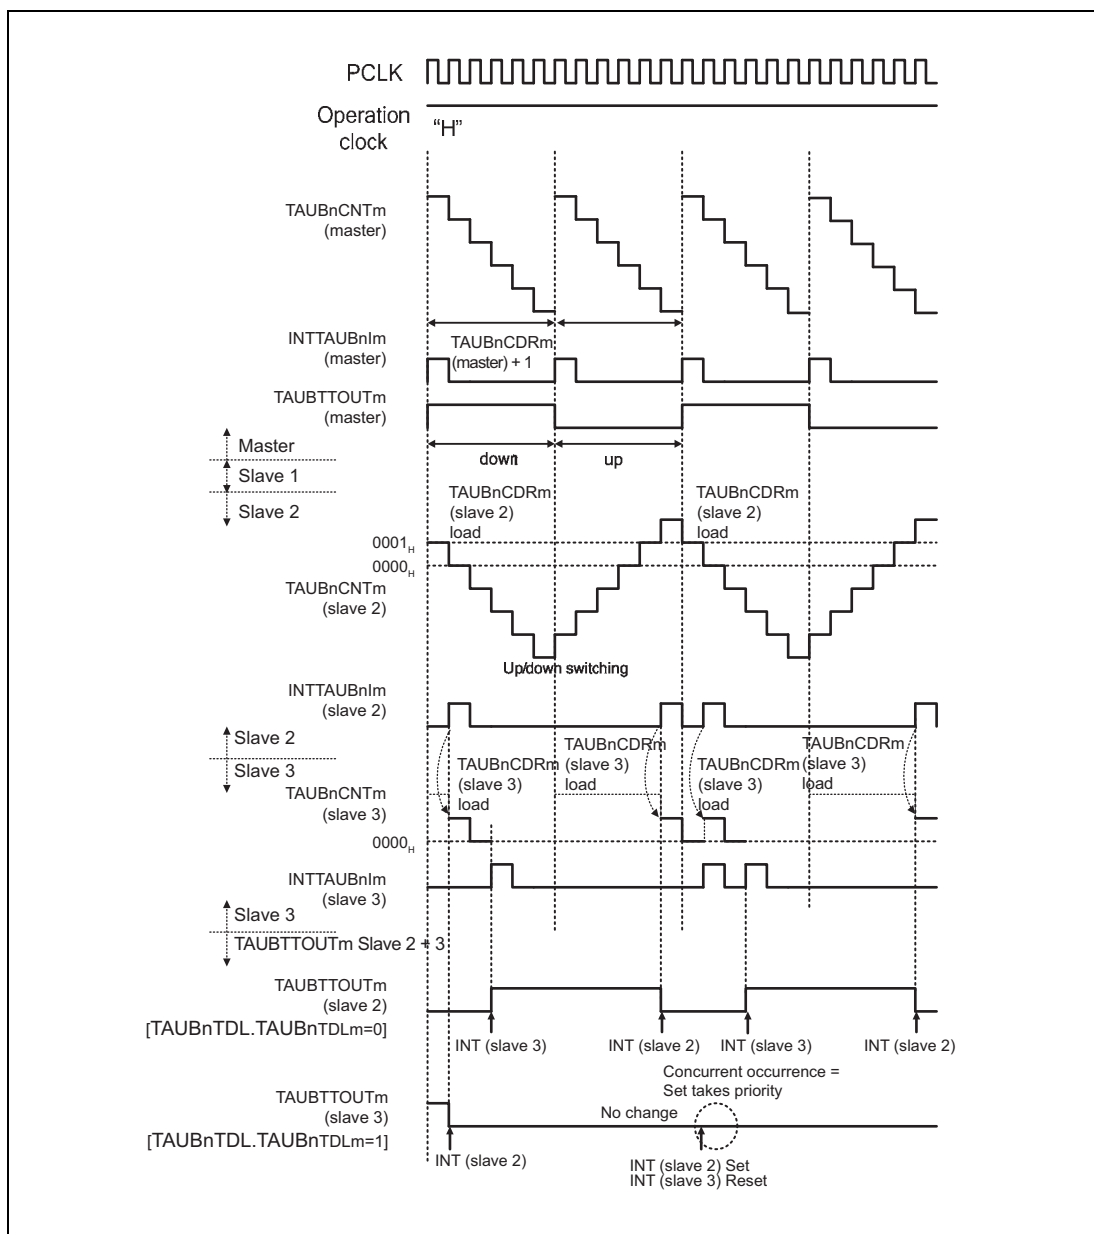 PCLK
Operation
clock
“H”
TAUBnCNTm
(master)
INTTAUBnIm
(master)
TAUBnCDRm
(master) + 1
TAUBTTOUTm
(master)
Master
Slave 1
Slave 2
down
up
TAUBnCDRm
(slave 2)
load
TAUBnCDRm
(slave 2)
load
0001H
0000H
TAUBnCNTm
(slave 2)
Up/down switching
INTTAUBnIm
(slave 2)
Slave 2
Slave 3
TAUBnCDRm
(slave 3)
load
TAUBnCDRm
(slave 3)
load
TAUBnCDRm
(slave 3)
load
TAUBnCDRm
(slave 3)
load
TAUBnCNTm
(slave 3)
0000H
INTTAUBnIm
(slave 3)
Slave 3
TAUBTTOUTm Slave 2 + 3
TAUBTTOUTm
(slave 2)
[TAUBnTDL.TAUBnTDLm=0]
INT (slave 3)
INT (slave 2)
INT (slave 3)
INT (slave 2)
Concurrent occurrence =
Set takes priority
TAUBTTOUTm
(slave 3)
[TAUBnTDL.TAUBnTDLm=1]
No change
INT (slave 2)
INT (slave 2) Set
INT (slave 3) Reset